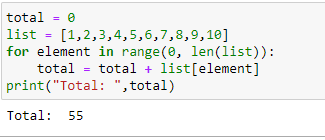 total = 0
list = [1,2,3,4,5,6,7,8,9,10]
for element in range(0, len(list)):
    total = total + list[element]
print("Total: ",total)
Total:  55